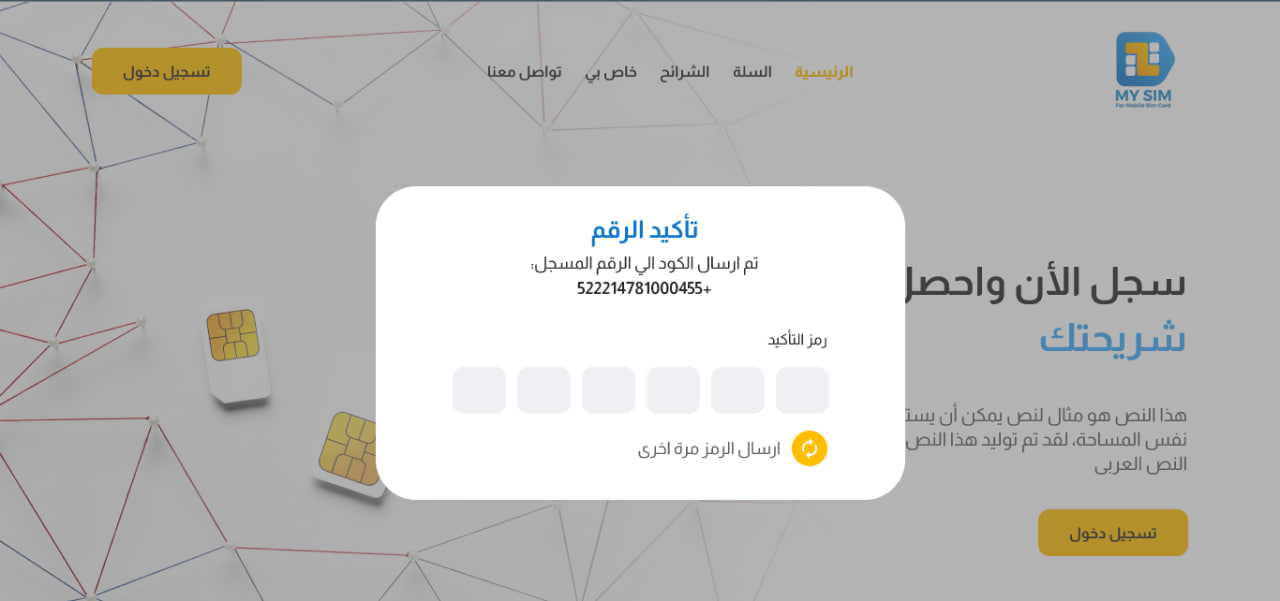 MY SIM
For Mobile Sim Card
الرئيسية
السلة
الشرائح
خاص بي
تواصل معنا
تسجيل دخول
تأكيد الرقم
تم ارسال الكود الي الرقم المسجل:
522214781000455+
رمز التأكيد
ارسال الرمز مرة اخرى
سجل الأن واحصل
شريحتك
هذا النص هو مثال لنص يمكن أن
نفس المساحة، لقد تم توليد هذا النص
النص العربى
تسجيل دخول